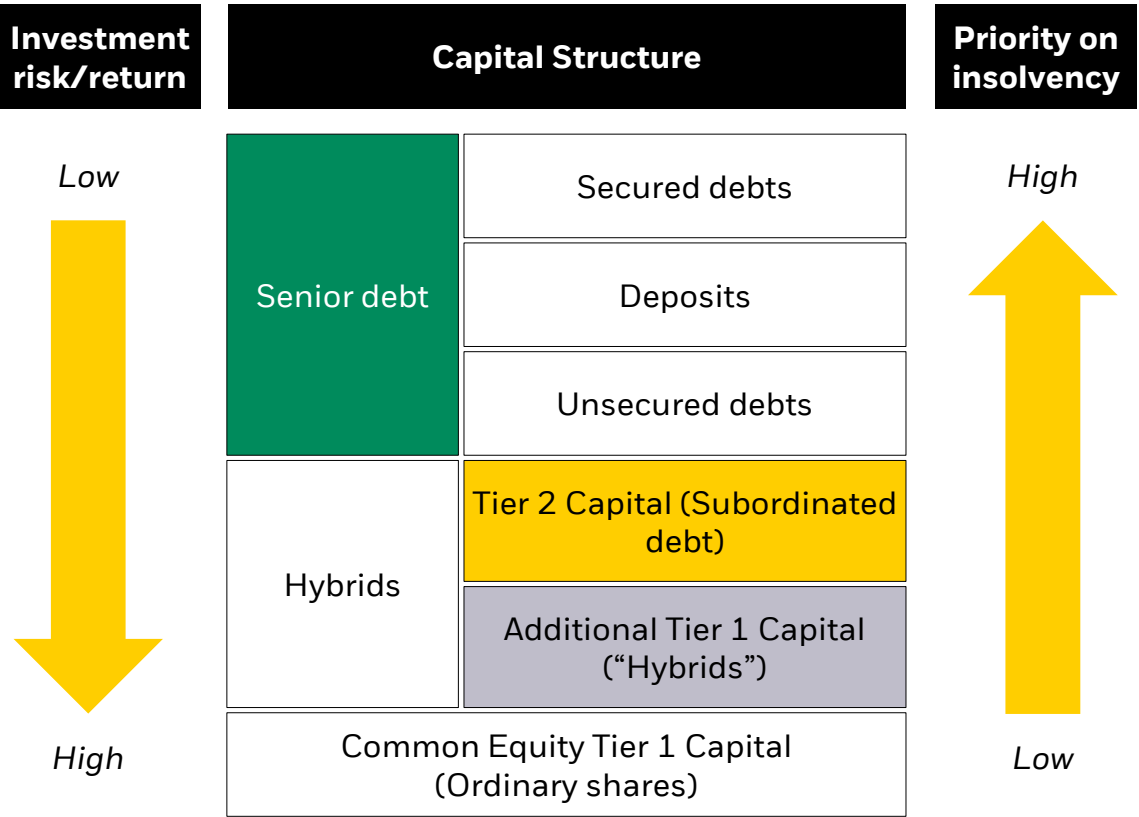 Investment
risk/return
Capital Structure
Priority on
insolvency
Low
High
Senior debt
Secured debts
Deposits
Unsecured debts
Hybrids
Tier 2 Capital (Subordinated
debt)
Additional Tier 1 Capital
(“Hybrids”)
Common Equity Tier 1 Capital
(Ordinary shares)
High
Low